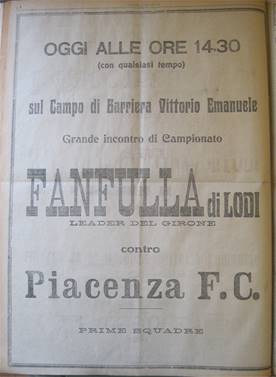 OGGI ALLE ORE 14.30
(con qualsiasi tempo)
sul Campo di Barriera Vittorio Emanuele
Grande incontro di Campionato
FANFULLA di LODI
LEADER DEL GIRONE
contro
Piacenza F.C.
PRIME SQUADRE